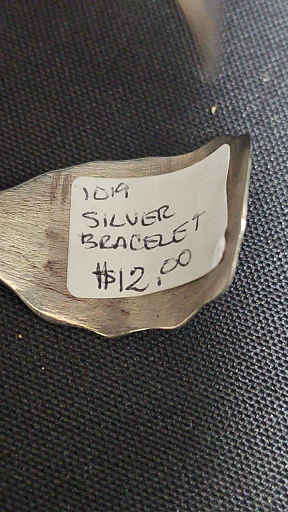 1019
SILVER
BRACELET
$12.00